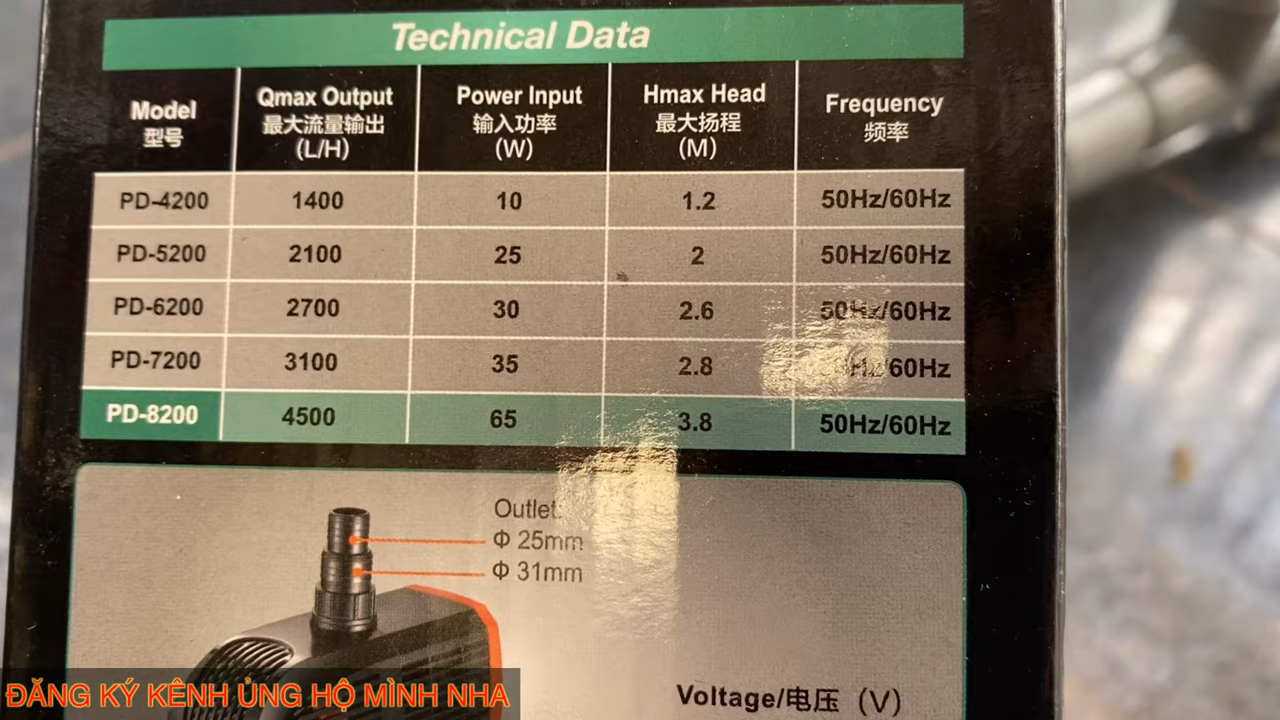 Technical Data
Model Qmax Output Power Input Hmax Head Frequency
型号 最大流量输出 输入功率 最大扬程 频率
(L/H) (W) (M)
PD-4200 1400 10 1.2 50Hz/60Hz
PD-5200 2100 25 2 50Hz/60Hz
PD-6200 2700 30 2.6 50Hz/60Hz
PD-7200 3100 35 2.8 Hz/60Hz
PD-8200 4500 65 3.8 50Hz/60Hz
Outlet:
Φ 25mm
Φ 31mm
Voltage/电压 (V)
ĐĂNG KÝ KÊNH ỦNG HỘ MÌNH NHA